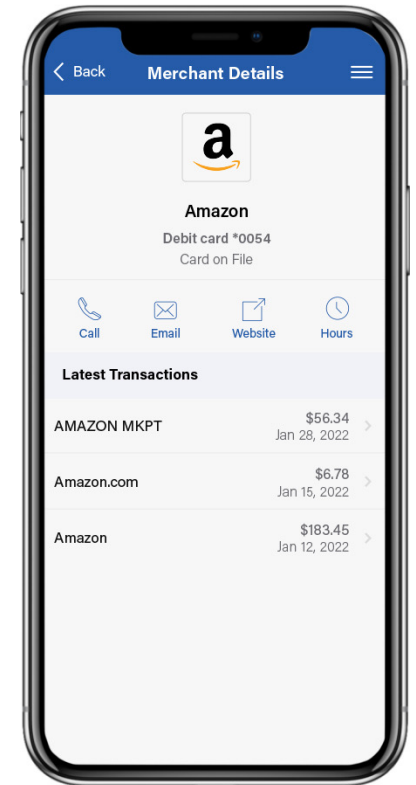 Back
Merchant Details
a
Amazon
Debit card *0054
Card on File
Call Email Website Hours
Latest Transactions
AMAZON MKPT $56.34
Jan 28, 2022
Amazon.com $6.78
Jan 15, 2022
Amazon $183.45
Jan 12, 2022